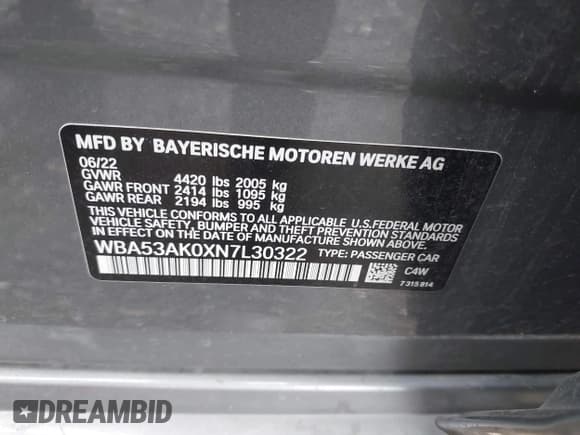 MFD BY BAYERISCHE MOTOREN WERKE AG
06/22
GVWR 4420 lbs 2005 kg
GAWR FRONT 2414 lbs 1095 kg
GAWR REAR 2194 lbs 995 kg
THIS VEHICLE CONFORMS TO ALL APPLICABLE U.S.FEDERAL MOTOR
VEHICLE SAFETY, BUMPER AND THEFT PREVENTION STANDARDS
IN EFFECT ON THE DATE OF MANUFACTURE SHOWN ABOVE.
WBA53AK0XN7L30322 TYPE: PASSENGER CAR
C4W
7 315 814
DREAMBID